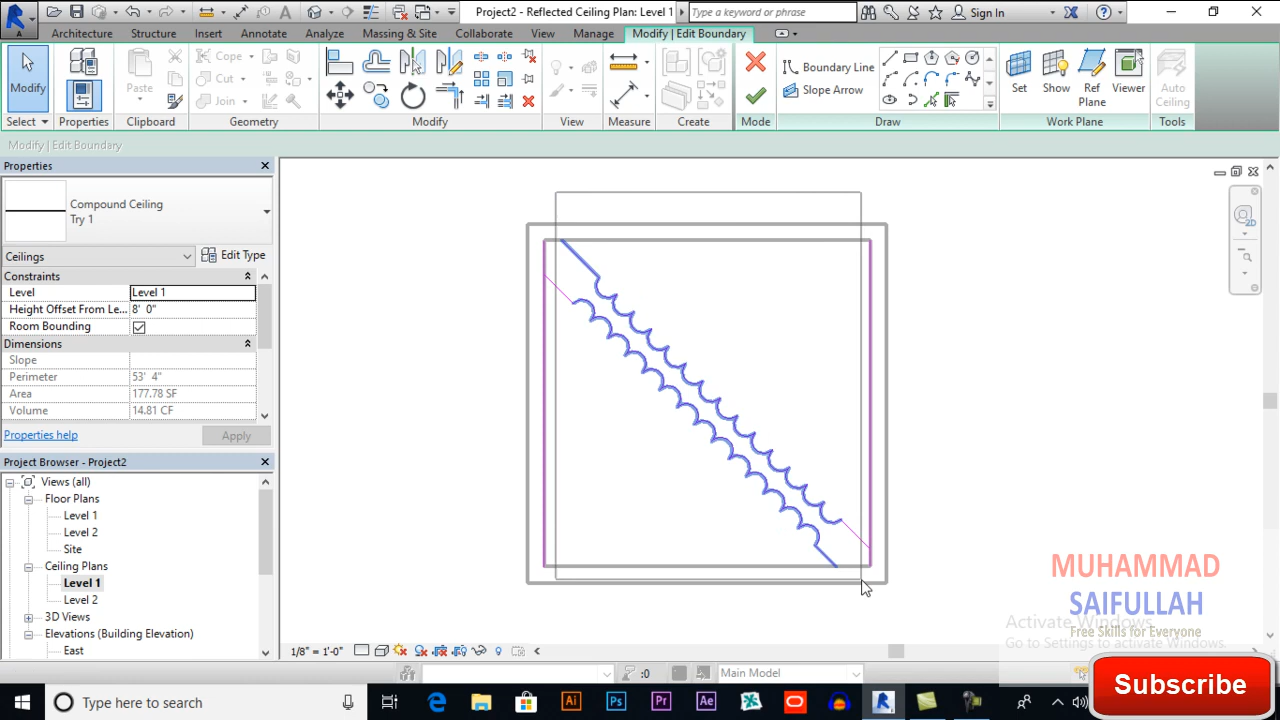 Project2 - Reflected Ceiling Plan: Level 1
Type a keyword or phrase
Sign In
Architecture
Structure
Insert
Annotate
Analyze
Massing & Site
Collaborate
View
Manage
Modify | Edit Boundary
Modify
Paste
Cope
Cut
Join
Boundary Line
Slope Arrow
Set
Show
Ref
Plane
Viewer
Auto
Ceiling
Select
Properties
Clipboard
Geometry
Modify
View
Measure
Create
Mode
Draw
Work Plane
Tools
Modify | Edit Boundary
Properties
Compound Ceiling
Try 1
Ceilings
Edit Type
Constraints
Level
Level 1
Height Offset From Le...
8' 0"
Room Bounding
Dimensions
Slope
Perimeter
53' 4"
Area
177.78 SF
Volume
14.81 CF
Properties help
Apply
Project Browser - Project2
Views (all)
Floor Plans
Level 1
Level 2
Site
Ceiling Plans
Level 1
Level 2
3D Views
Elevations (Building Elevation)
East
2D
1/8" = 1'-0"
:0
Main Model
MUHAMMAD
SAIFULLAH
Free Skills for Everyone
Activate Windows
Go to Settings to activate Windows.
Subscribe
Type here to search